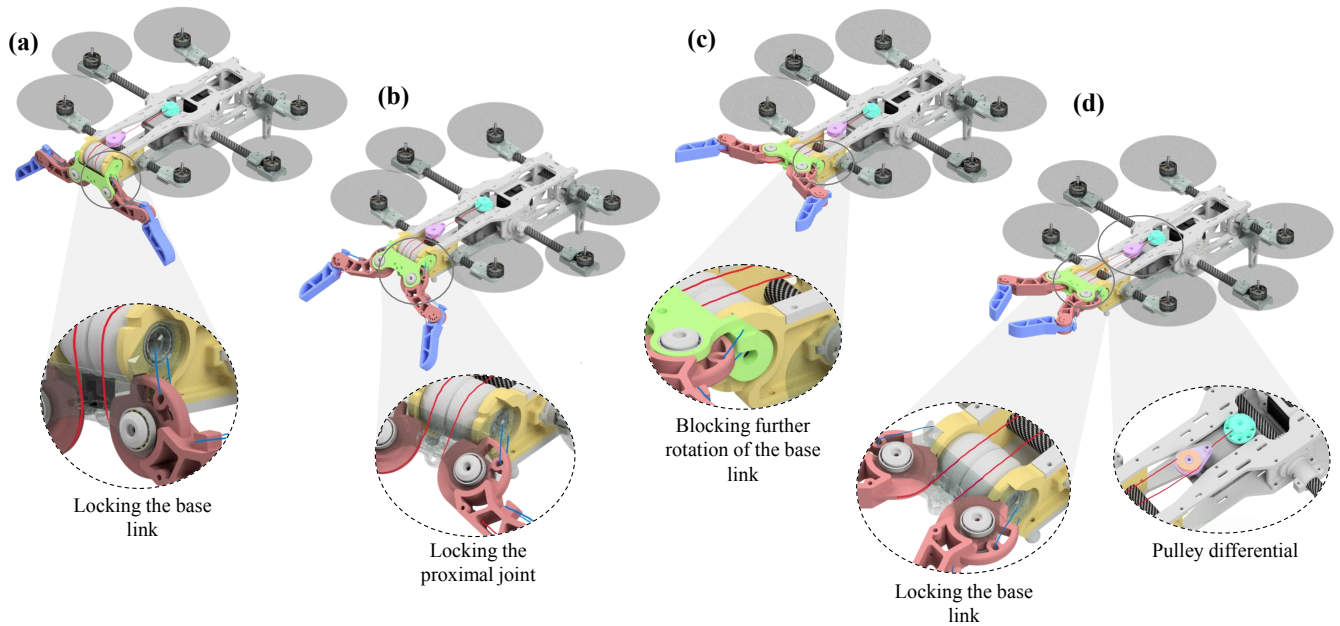 (a)
(b)
(c)
(d)
Locking the base
link
Locking the
proximal joint
Blocking further
rotation of the base
link
Locking the base
link
Pulley differential